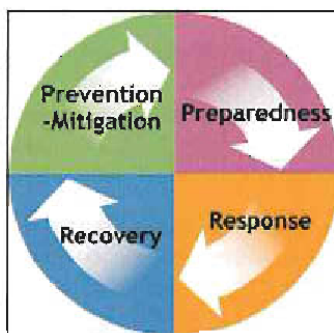 Prevention
-Mitigation
Preparedness
Recovery
Response